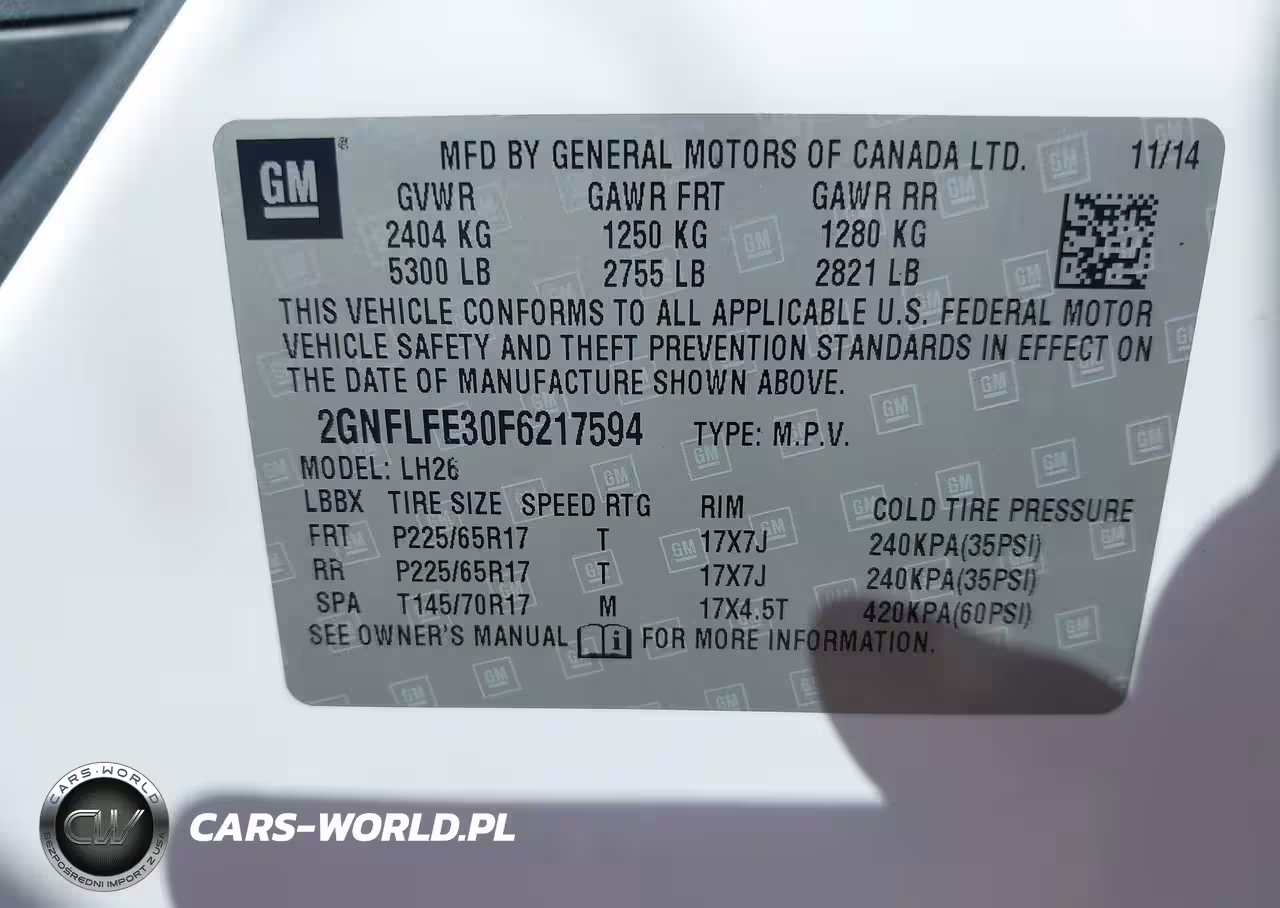 GM ® MFD BY GENERAL MOTORS OF CANADA LTD. 11/14
GVWR GAWR FRT GAWR RR
2404 KG 1250 KG 1280 KG
5300 LB 2755 LB 2821 LB
THIS VEHICLE CONFORMS TO ALL APPLICABLE U.S. FEDERAL MOTOR
VEHICLE SAFETY AND THEFT PREVENTION STANDARDS IN EFFECT ON
THE DATE OF MANUFACTURE SHOWN ABOVE.
2GNFLFE30F6217594 TYPE: M.P.V.
MODEL: LH26
LBBX TIRE SIZE SPEED RTG RIM COLD TIRE PRESSURE
FRT P225/65R17 T 17X7J 240KPA(35PSI)
RR P225/65R17 T 17X7J 240KPA(35PSI)
SPA T145/70R17 M 17X4.5T 420KPA(60PSI)
SEE OWNER'S MANUAL i FOR MORE INFORMATION.
CARS-WORLD
CW
BEZPOŚREDNI IMPORT Z USA
CARS-WORLD.PL